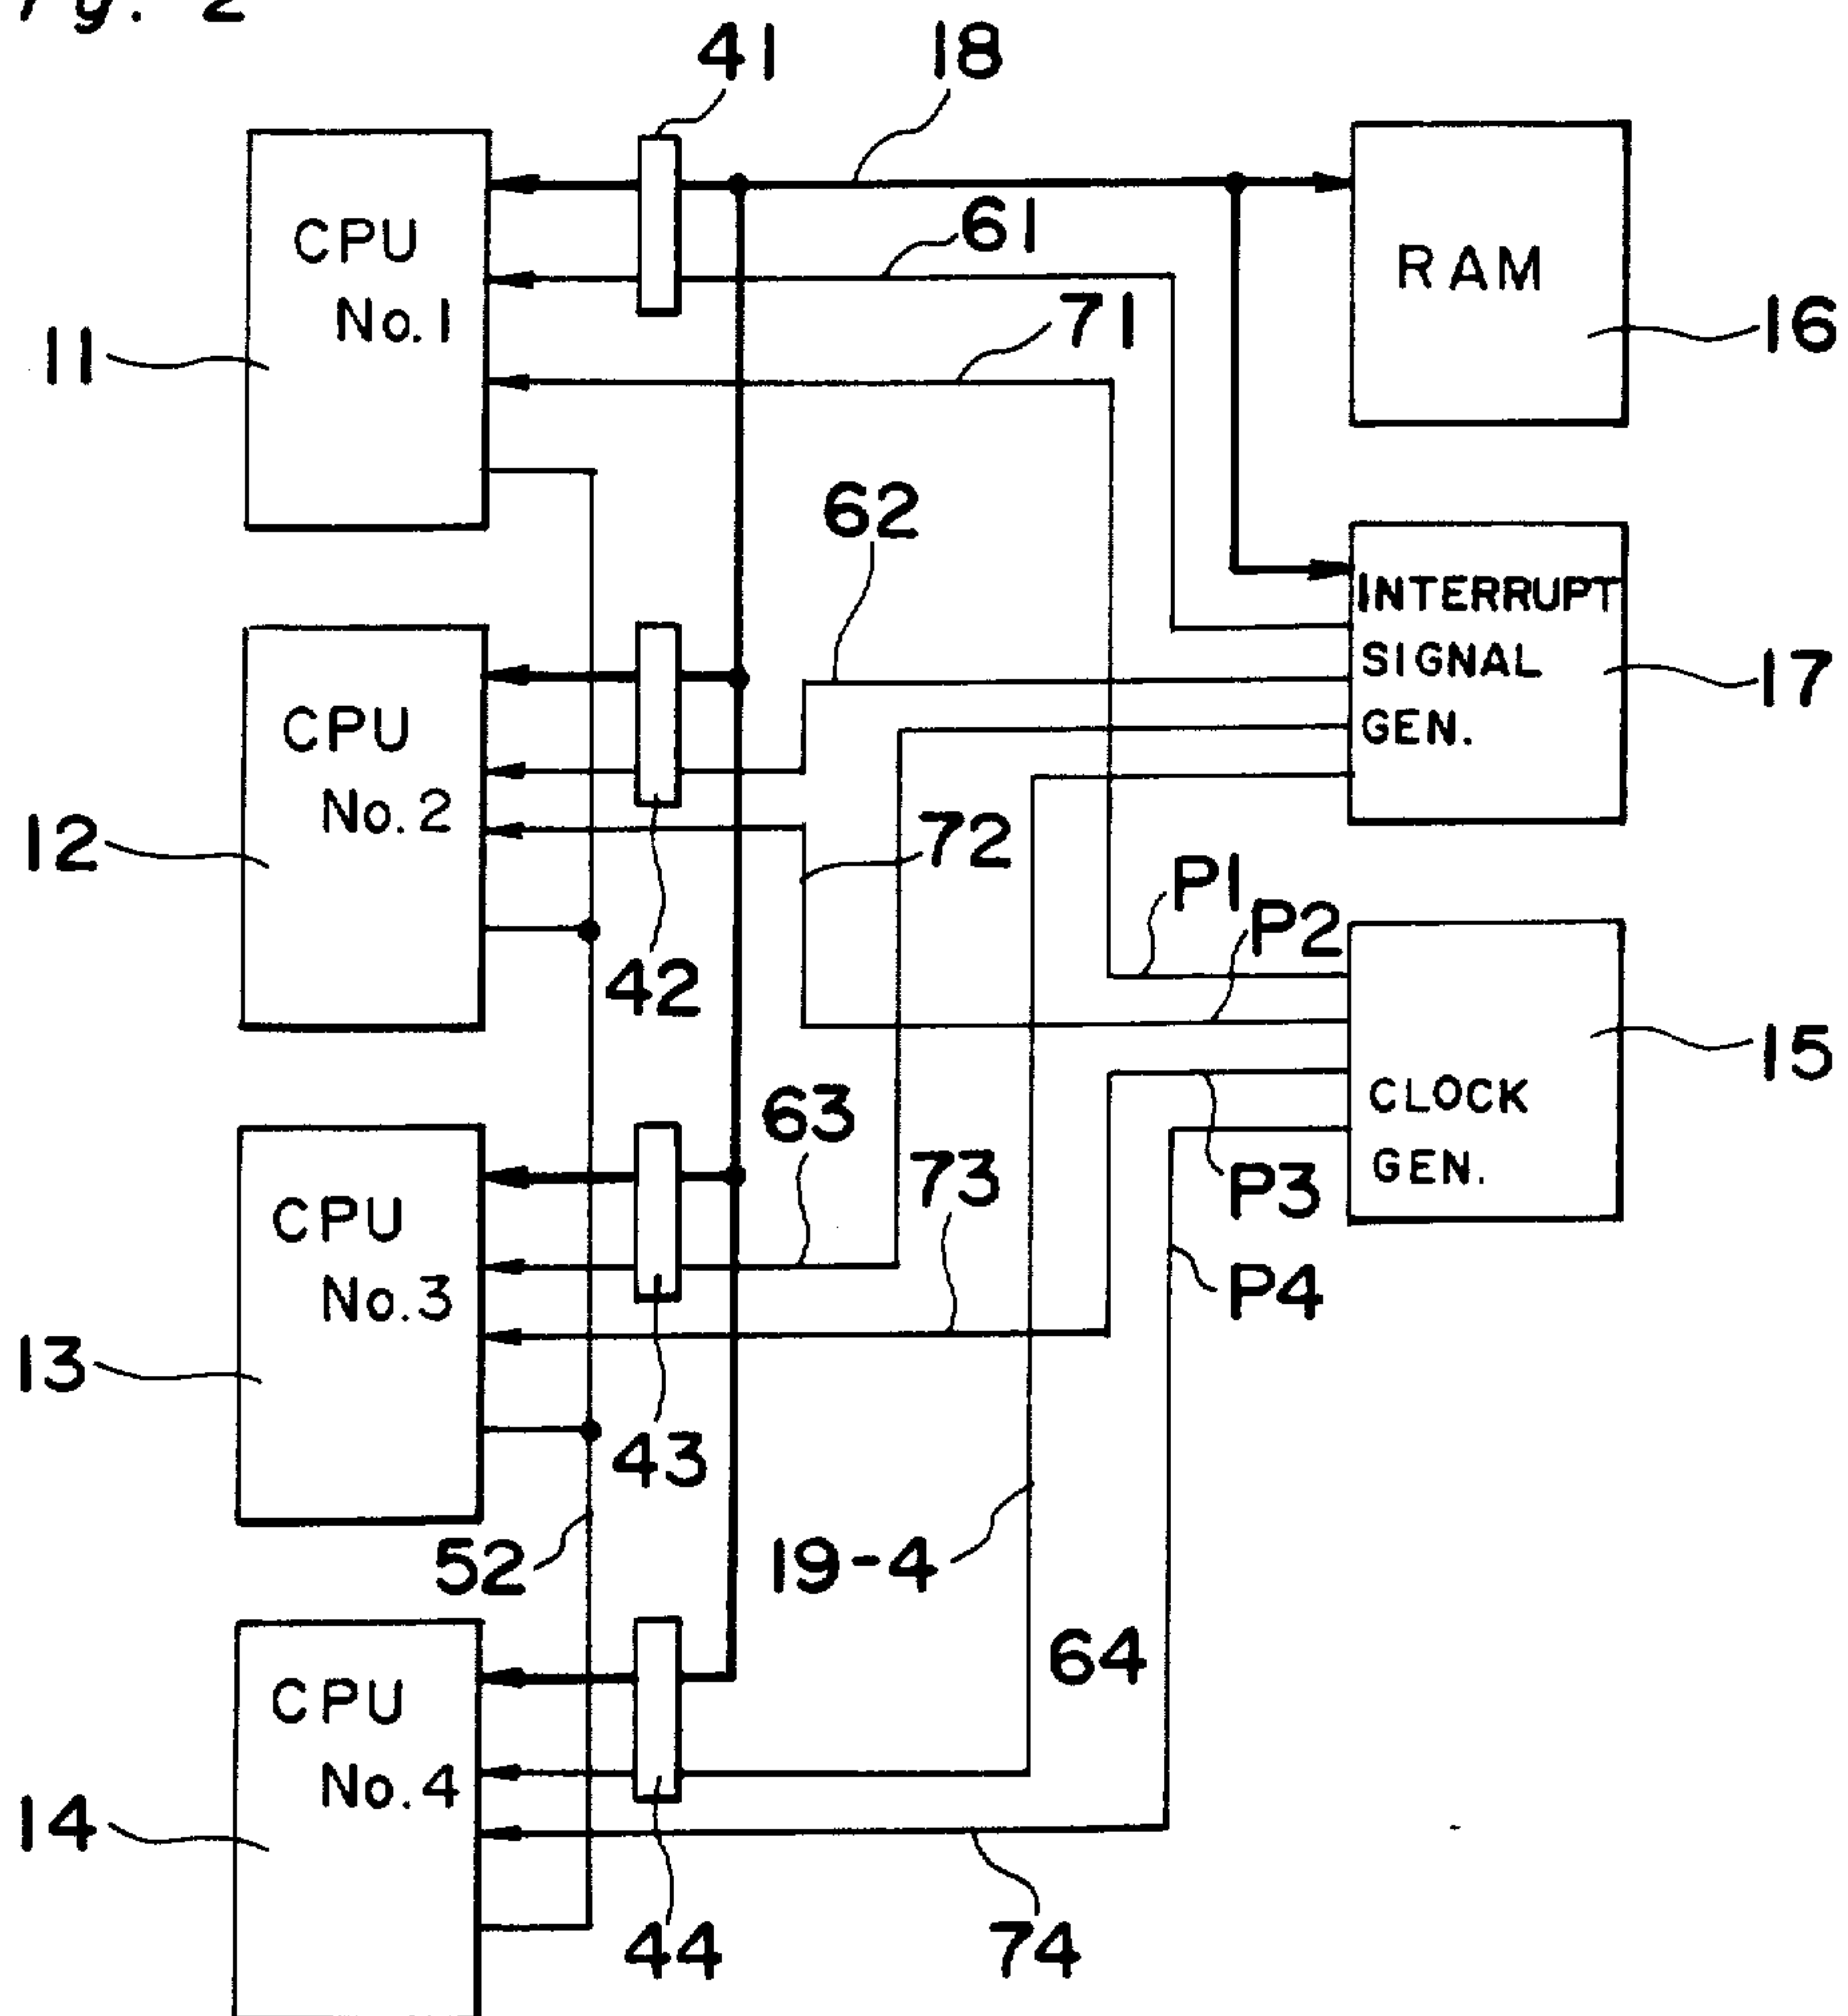 Fig. 2
41
18
CPU
No.1
61
RAM
71
16
11
62
INTERRUPT
SIGNAL
GEN.
17
CPU
No.2
12
72
P1
P2
42
15
CLOCK
GEN.
63
73
P3
CPU
No.3
P4
13
43
52
19-4
64
CPU
No.4
14
44
74